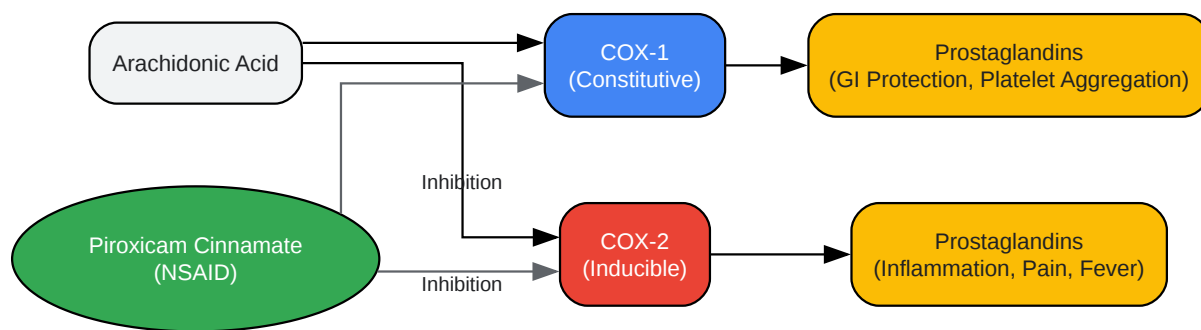 Arachidonic Acid
COX-1
(Constitutive)
Prostaglandins
(GI Protection, Platelet Aggregation)
Inhibition
Piroxicam Cinnamate
(NSAID)
COX-2
(Inducible)
Prostaglandins
(Inflammation, Pain, Fever)
Inhibition